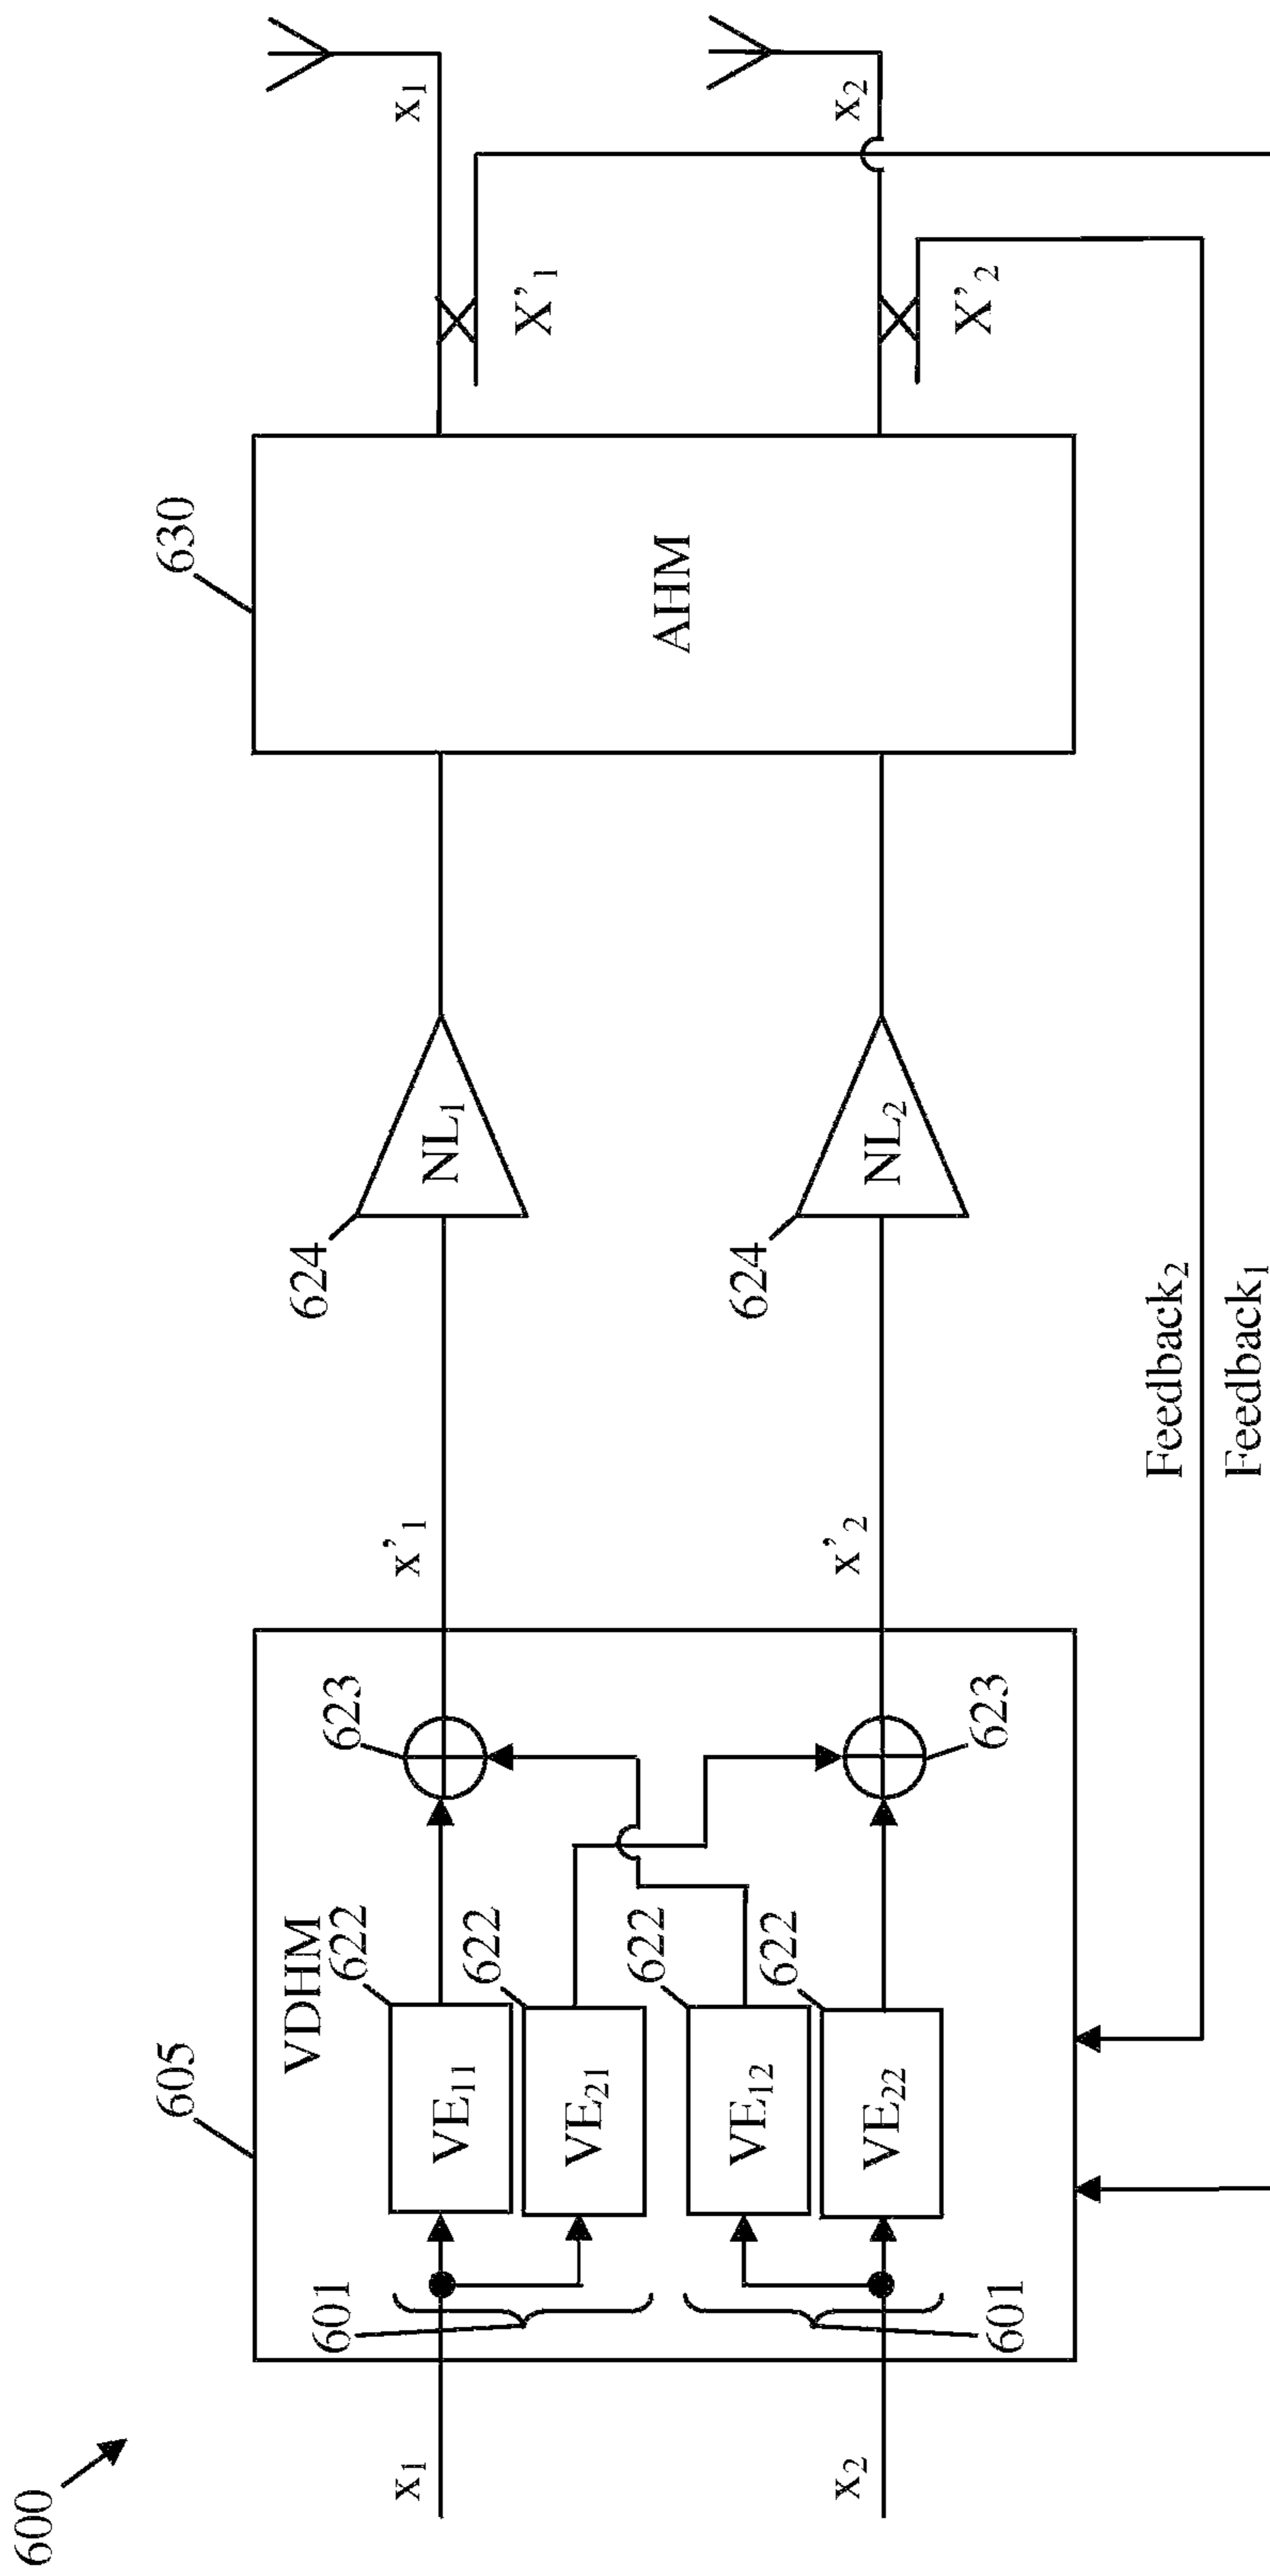 600
605
630
VDHM
601
x₁
VE₁₁
622
VE₂₁
622
623
x'₁
624
NL₁
AHM
X'₁
x₁
x₂
VE₁₂
622
VE₂₂
622
601
623
x'₂
624
NL₂
X'₂
x₂
Feedback₂
Feedback₁